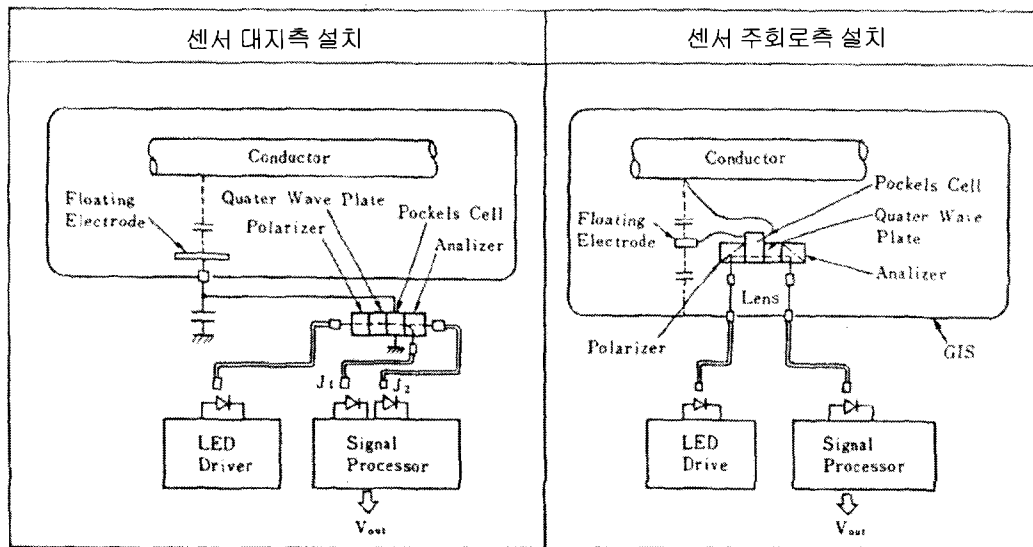 센서 대지측 설치
Conductor
Floating
Electrode
Quater Wave Plate
Polarizer
Pockels Cell
Analizer
J1
J2
LED
Driver
Signal
Processor
Vout
센서 주회로측 설치
Conductor
Pockels Cell
Floating
Electrode
Quater Wave
Plate
Analizer
Lens
Polarizer
GIS
LED
Drive
Signal
Processor
Vout